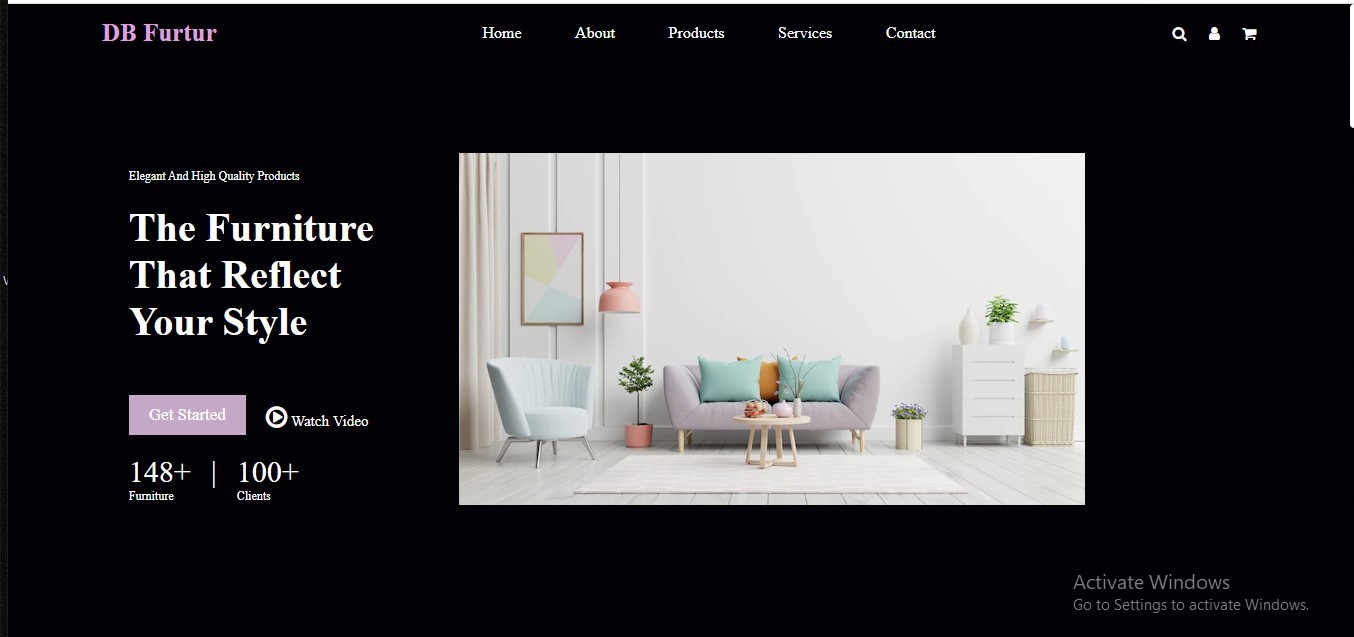 DB Furtur
Home About Products Services Contact
Elegant And High Quality Products
The Furniture
That Reflect
Your Style
Get Started
Watch Video
148+ | 100+
Furniture Clients
Activate Windows
Go to Settings to activate Windows.